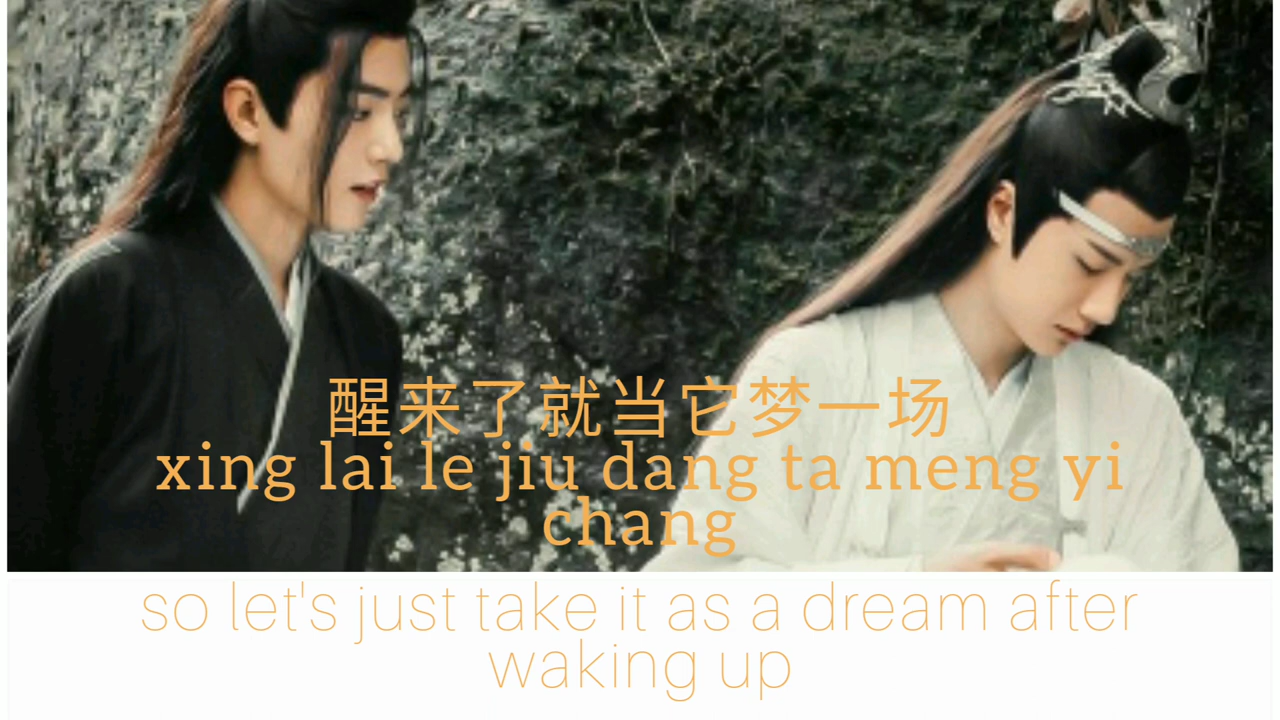 醒来了就当它梦一场
xing lai le jiu dang ta meng yi
chang
so let's just take it as a dream after
waking up